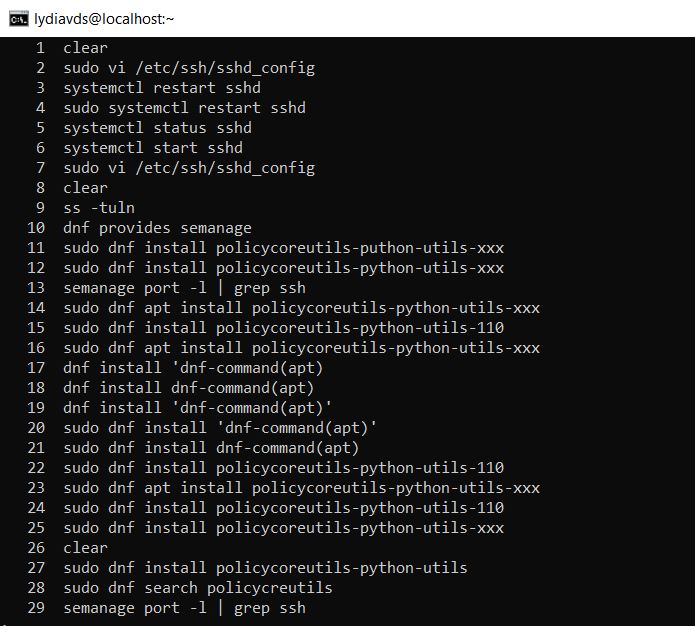 lydiavds@localhost:~
1 clear
2 sudo vi /etc/ssh/sshd_config
3 systemctl restart sshd
4 sudo systemctl restart sshd
5 systemctl status sshd
6 systemctl start sshd
7 sudo vi /etc/ssh/sshd_config
8 clear
9 ss -tuln
10 dnf provides semanage
11 sudo dnf install policycoreutils-puthon-utils-xxx
12 sudo dnf install policycoreutils-python-utils-xxx
13 semanage port -l | grep ssh
14 sudo dnf apt install policycoreutils-python-utils-xxx
15 sudo dnf install policycoreutils-python-utils-110
16 sudo dnf apt install policycoreutils-python-utils-xxx
17 dnf install 'dnf-command(apt)
18 dnf install dnf-command(apt)
19 dnf install 'dnf-command(apt)'
20 sudo dnf install 'dnf-command(apt)'
21 sudo dnf install dnf-command(apt)
22 sudo dnf install policycoreutils-python-utils-110
23 sudo dnf apt install policycoreutils-python-utils-xxx
24 sudo dnf install policycoreutils-python-utils-110
25 sudo dnf install policycoreutils-python-utils-xxx
26 clear
27 sudo dnf install policycoreutils-python-utils
28 sudo dnf search policycreutils
29 semanage port -l | grep ssh